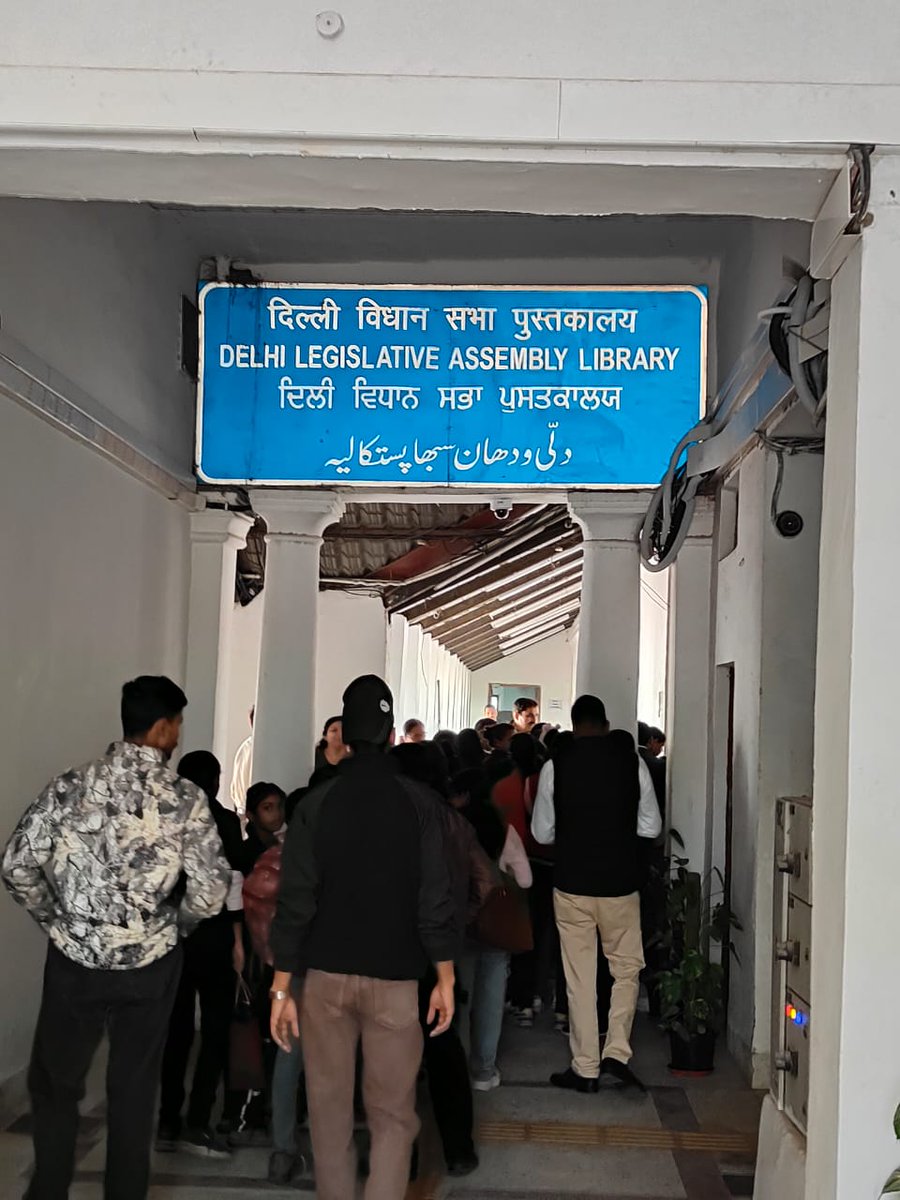 दिल्ली विधान सभा पुस्तकालय
DELHI LEGISLATIVE ASSEMBLY LIBRARY
ਦਿਲੀ ਵਿਧਾਨ ਸਭਾ ਪੁਸਤਕਾਲਯ
دلّی ودھان سبھا پستکالیہ